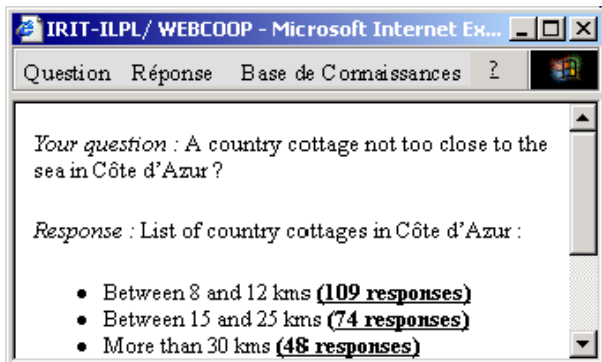 IRIT-ILPL/ WEBCOOP - Microsoft Internet Ex...
Question Réponse Base de Connaissances ?
Your question : A country cottage not too close to the
sea in Côte d'Azur ?
Response : List of country cottages in Côte d'Azur :
• Between 8 and 12 kms (109 responses)
• Between 15 and 25 kms (74 responses)
• More than 30 kms (48 responses)